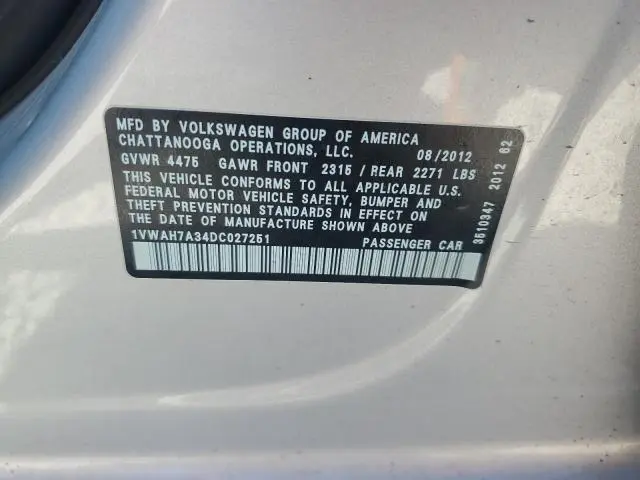 MFD BY VOLKSWAGEN GROUP OF AMERICA
CHATTANOOGA OPERATIONS, LLC. 08/2012
GVWR 4475 GAWR FRONT 2315 / REAR 2271 LBS
THIS VEHICLE CONFORMS TO ALL APPLICABLE U.S.
FEDERAL MOTOR VEHICLE SAFETY, BUMPER AND
THEFT PREVENTION STANDARDS IN EFFECT ON
THE DATE OF MANUFACTURE SHOWN ABOVE
1VWAH7A34DC027251 PASSENGER CAR
3510347 2012 62